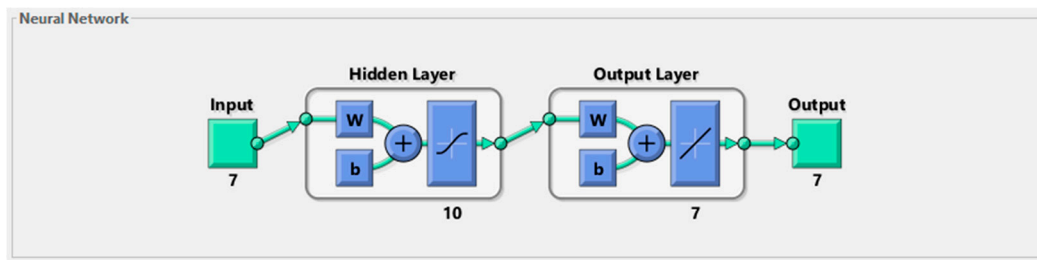 Neural Network
Hidden Layer
Output Layer
Input
Output
W
b
+
W
b
+
7
10
7
7